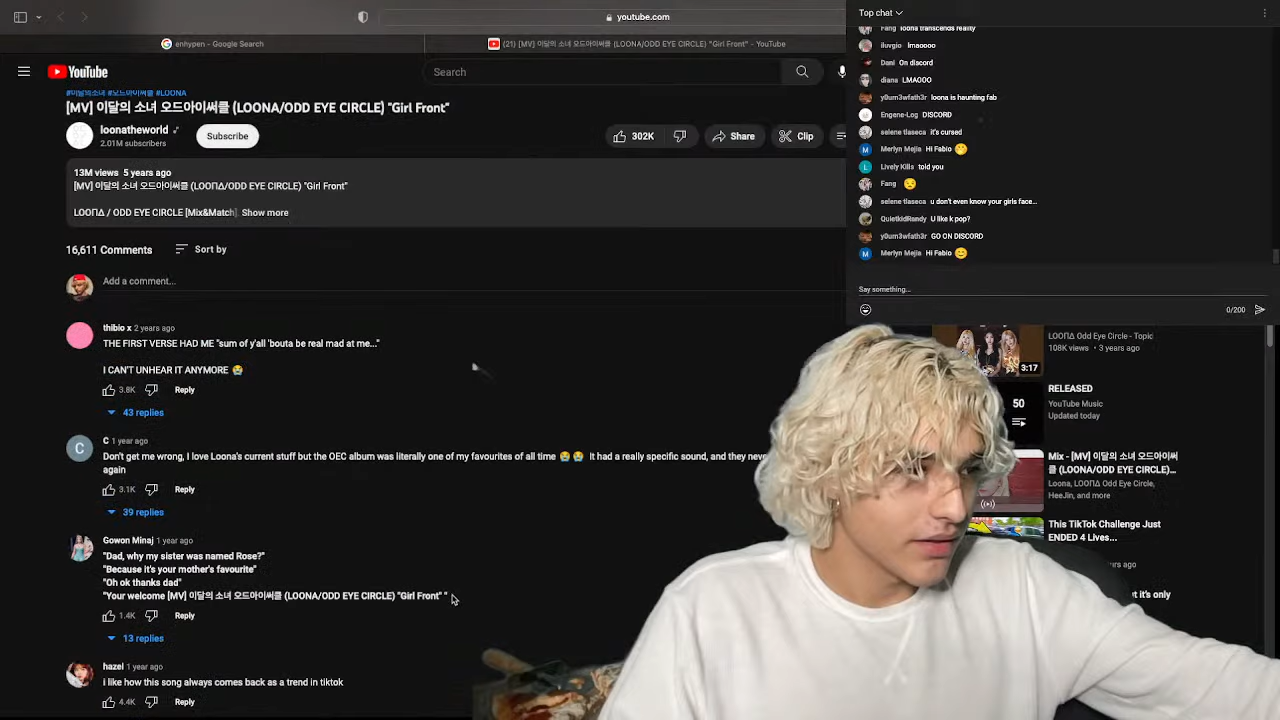 youtube.com
enhypen - Google Search
(21) [MV] 이달의 소녀 오드아이써클 (LOONA/ODD EYE CIRCLE) "Girl Front" - YouTube
YouTube
Search
#이달의소녀 #오드아이써클 #LOONA
[MV] 이달의 소녀 오드아이써클 (LOONA/ODD EYE CIRCLE) "Girl Front"
loonatheworld
2.01M subscribers
Subscribe
302K
Share
Clip
13M views 5 years ago
[MV] 이달의 소녀 오드아이써클 (LOONA/ODD EYE CIRCLE) "Girl Front"
LOOΠΔ / ODD EYE CIRCLE [Mix&Match] Show more
16,611 Comments
Sort by
Add a comment...
thibio x 2 years ago
THE FIRST VERSE HAD ME "sum of y'all 'bouta be real mad at me..."
I CAN'T UNHEAR IT ANYMORE 😭
3.8K Reply
43 replies
C
C 1 year ago
Don't get me wrong, I love Loona's current stuff but the OEC album was literally one of my favourites of all time 😭😭 It had a really specific sound, and they neve
again
3.1K Reply
39 replies
Gowon Minaj 1 year ago
"Dad, why my sister was named Rose?"
"Because it's your mother's favourite"
"Oh ok thanks dad"
"Your welcome [MV] 이달의 소녀 오드아이써클 (LOONA/ODD EYE CIRCLE) "Girl Front" "
1.4K Reply
13 replies
hazel 1 year ago
i like how this song always comes back as a trend in tiktok
4.4K Reply
Top chat
Fang loona transcends reality
iluvgio lmaoooo
Dani On discord
diana LMAOOO
y0um3wfath3r loona is haunting fab
Engene-Log DISCORD
selene tlaseca it's cursed
M Merlyn Mejia Hi Fabio 🤭
L Lively Kills told you
Fang 😒
selene tlaseca u don't even know your girls face...
QuietkidRandy U like k pop?
y0um3wfath3r GO ON DISCORD
M Merlyn Mejia Hi Fabio 😊
Say something...
0/200
LOOΠΔ Odd Eye Circle - Topic
108K views • 3 years ago
3:17
RELEASED
YouTube Music
Updated today
50
Mix - [MV] 이달의 소녀 오드아이써
클 (LOONA/ODD EYE CIRCLE)...
Loona, LOOΠΔ Odd Eye Circle,
HeeJin, and more
This TikTok Challenge Just
ENDED 4 Lives...
ars ago
it's only